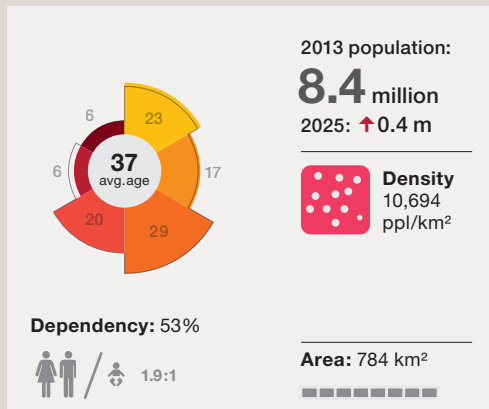 2013 population:
8.4 million
2025: ↑0.4 m
6
23
37
avg.age
6
17
20
29
Density
10,694
ppl/km²
Dependency: 53%
1.9:1
Area: 784 km²